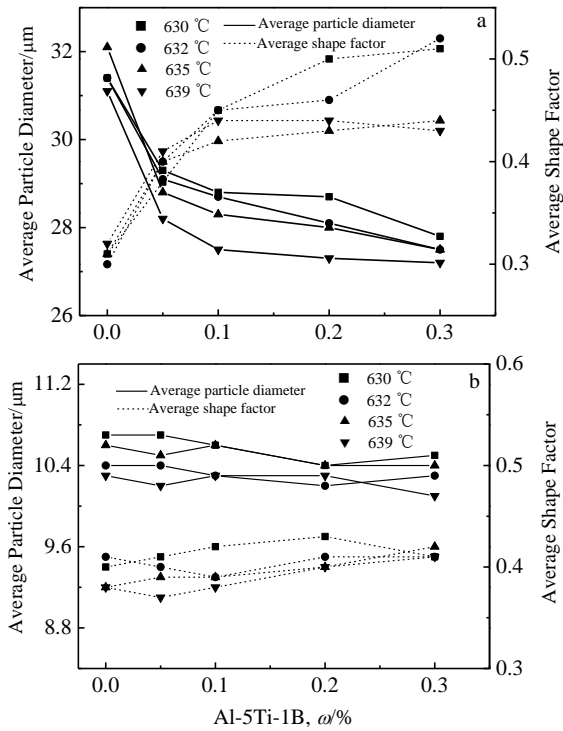 a
630 ℃
632 ℃
635 ℃
639 ℃
Average particle diameter
Average shape factor
32
30
28
26
0.5
0.4
0.3
0.0
0.1
0.2
0.3
Average Particle Diameter/μm
Average Shape Factor
b
Average particle diameter
Average shape factor
630 ℃
632 ℃
635 ℃
639 ℃
11.2
10.4
9.6
8.8
0.6
0.5
0.4
0.3
0.0
0.1
0.2
0.3
Average Particle Diameter/μm
Average Shape Factor
Al-5Ti-1B, ω/%